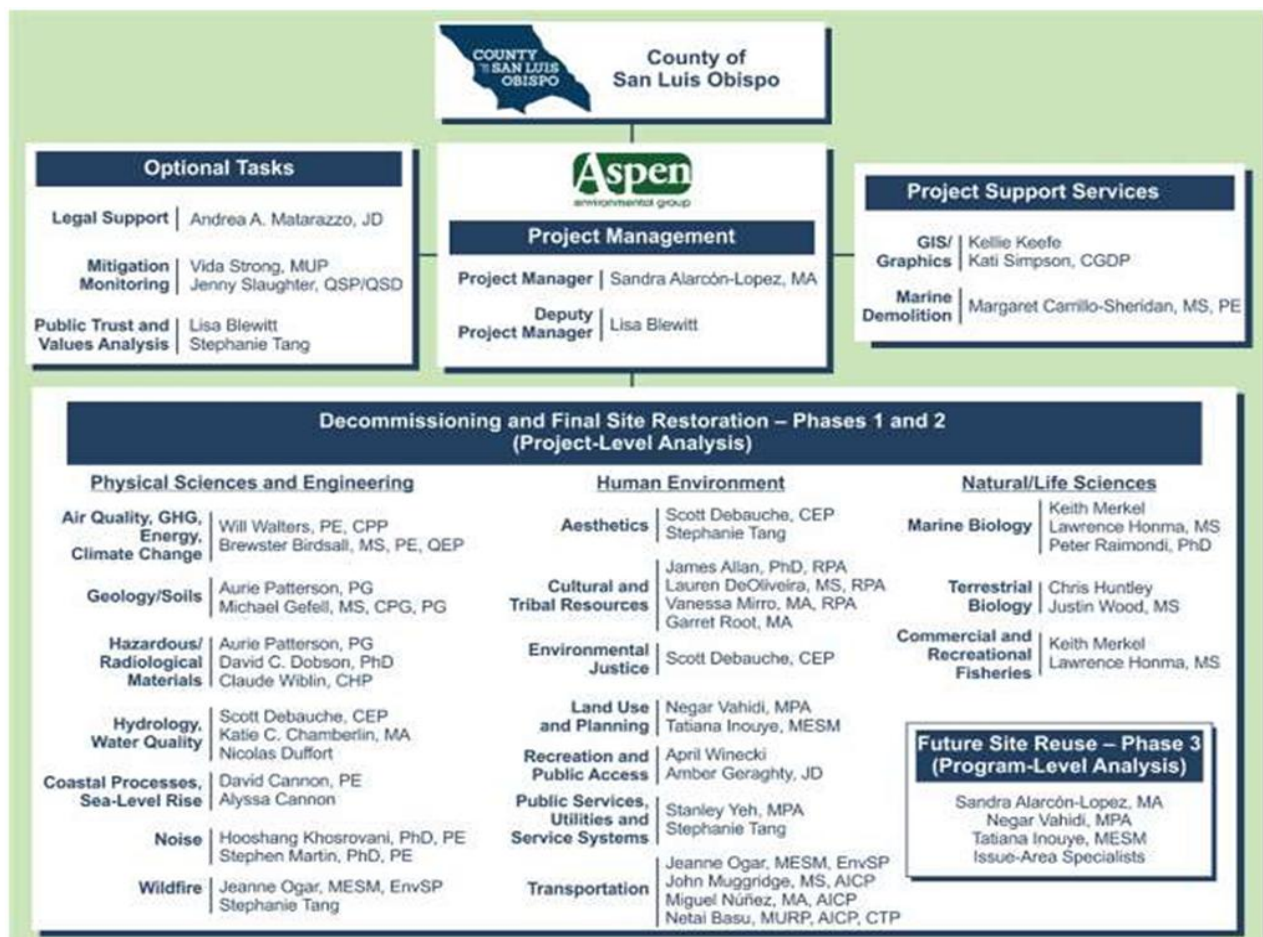 COUNTY
OF SAN LUIS
OBISPO
County of
San Luis Obispo
Optional Tasks
Legal Support
Andrea A. Matarazzo, JD
Mitigation
Monitoring
Vida Strong, MUP
Jenny Slaughter, QSP/QSD
Public Trust and
Values Analysis
Lisa Blewitt
Stephanie Tang
Aspen
environmental group
Project Management
Project Manager
Sandra Alarcón-Lopez, MA
Deputy
Project Manager
Lisa Blewitt
Project Support Services
GIS/
Graphics
Kellie Keefe
Kati Simpson, CGDP
Marine
Demolition
Margaret Carrillo-Sheridan, MS, PE
Decommissioning and Final Site Restoration – Phases 1 and 2
(Project-Level Analysis)
Physical Sciences and Engineering
Air Quality, GHG,
Energy,
Climate Change
Will Walters, PE, CPP
Brewster Birdsall, MS, PE, QEP
Geology/Soils
Aurie Patterson, PG
Michael Gefell, MS, CPG, PG
Hazardous/
Radiological
Materials
Aurie Patterson, PG
David C. Dobson, PhD
Claude Wiblin, CHP
Hydrology,
Water Quality
Scott Debauche, CEP
Katie C. Chamberlin, MA
Nicolas Duffort
Coastal Processes,
Sea-Level Rise
David Cannon, PE
Alyssa Cannon
Noise
Hooshang Khosrovani, PhD, PE
Stephen Martin, PhD, PE
Wildfire
Jeanne Ogar, MESM, EnvSP
Stephanie Tang
Human Environment
Aesthetics
Scott Debauche, CEP
Stephanie Tang
Cultural and
Tribal Resources
James Allan, PhD, RPA
Lauren DeOliveira, MS, RPA
Vanessa Mirro, MA, RPA
Garret Root, MA
Environmental
Justice
Scott Debauche, CEP
Land Use
and Planning
Negar Vahidi, MPA
Tatiana Inouye, MESM
Recreation and
Public Access
April Winecki
Amber Geraghty, JD
Public Services,
Utilities and
Service Systems
Stanley Yeh, MPA
Stephanie Tang
Transportation
Jeanne Ogar, MESM, EnvSP
John Muggridge, MS, AICP
Miguel Núñez, MA, AICP
Netai Basu, MURP, AICP, CTP
Natural/Life Sciences
Marine Biology
Keith Merkel
Lawrence Honma, MS
Peter Raimondi, PhD
Terrestrial
Biology
Chris Huntley
Justin Wood, MS
Commercial and
Recreational
Fisheries
Keith Merkel
Lawrence Honma, MS
Future Site Reuse – Phase 3
(Program-Level Analysis)
Sandra Alarcón-Lopez, MA
Negar Vahidi, MPA
Tatiana Inouye, MESM
Issue-Area Specialists